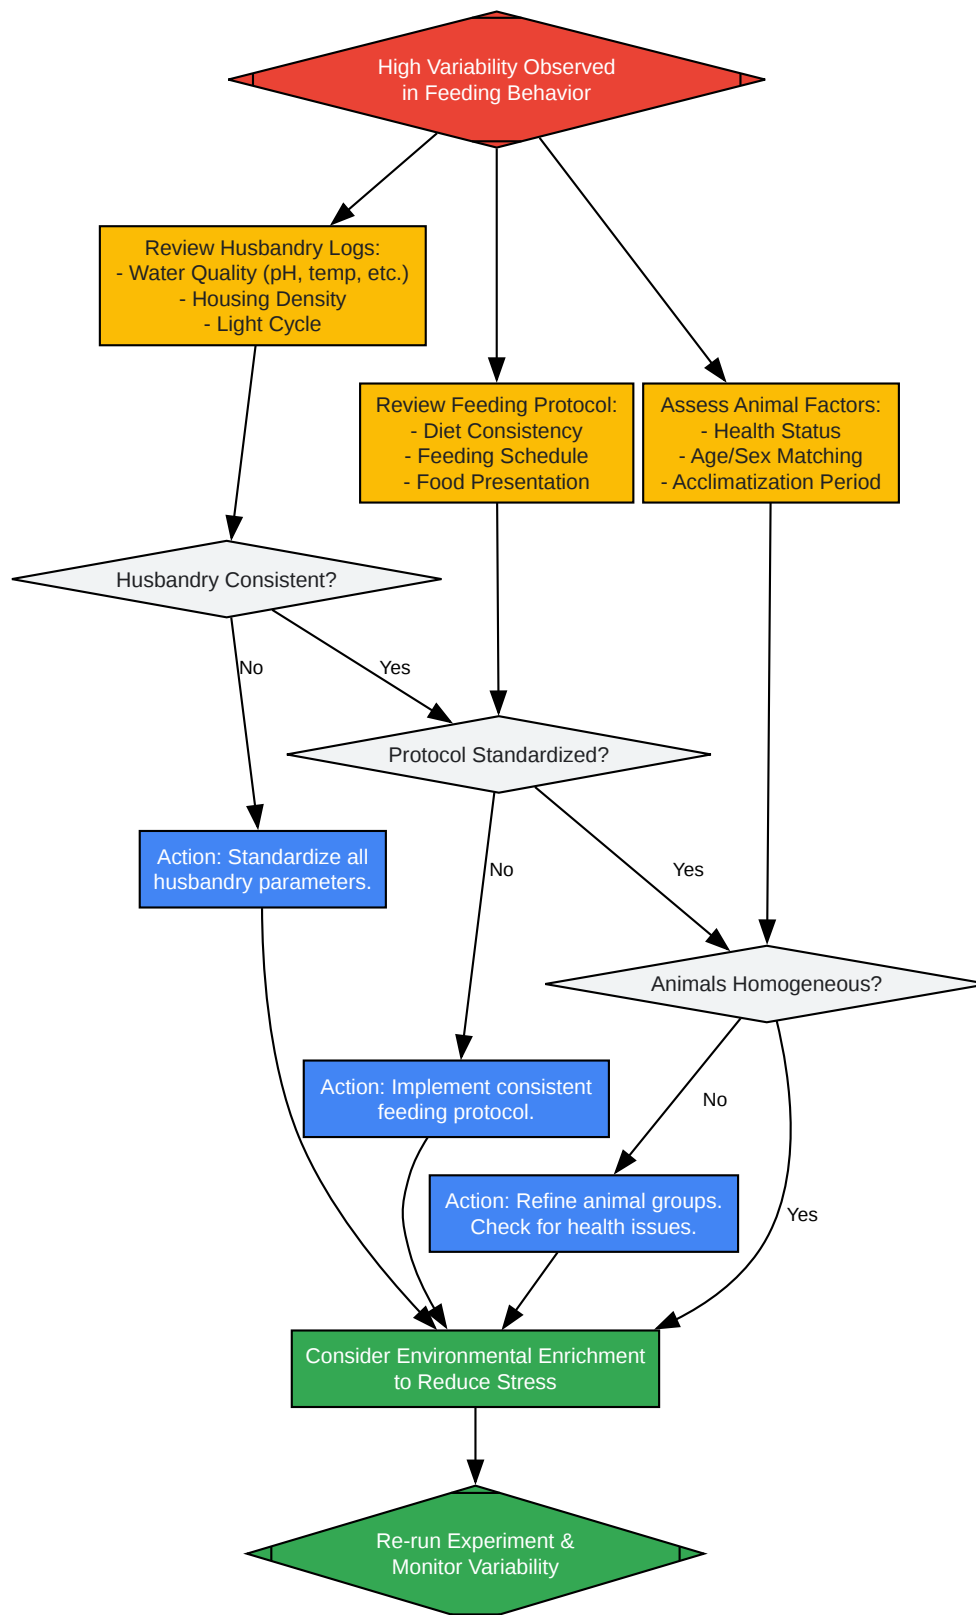 High Variability Observed
in Feeding Behavior
Review Husbandry Logs:
- Water Quality (pH, temp, etc.)
- Housing Density
- Light Cycle
Review Feeding Protocol:
- Diet Consistency
- Feeding Schedule
- Food Presentation
Assess Animal Factors:
- Health Status
- Age/Sex Matching
- Acclimatization Period
Husbandry Consistent?
No
Yes
Protocol Standardized?
Action: Standardize all
husbandry parameters.
No
Yes
Animals Homogeneous?
Action: Implement consistent
feeding protocol.
No
Action: Refine animal groups.
Check for health issues.
Yes
Consider Environmental Enrichment
to Reduce Stress
Re-run Experiment &
Monitor Variability